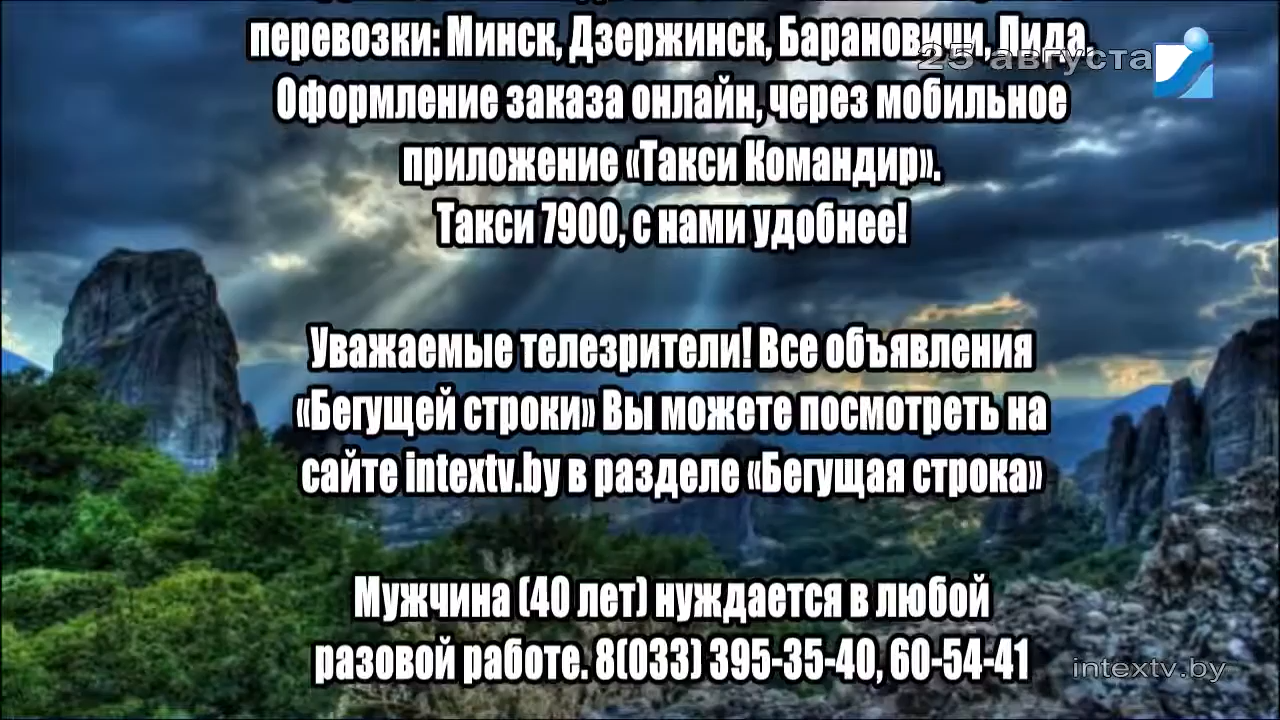 перевозки: Минск, Дзержинск, Барановичи, Лида.
25 августа
Оформление заказа онлайн, через мобильное
приложение «Такси Командир».
Такси 7900, с нами удобнее!
Уважаемые телезрители! Все объявления
«Бегущей строки» Вы можете посмотреть на
сайте intextv.by в разделе «Бегущая строка»
Мужчина (40 лет) нуждается в любой
разовой работе. 8(033) 395-35-40, 60-54-41
intextv.by